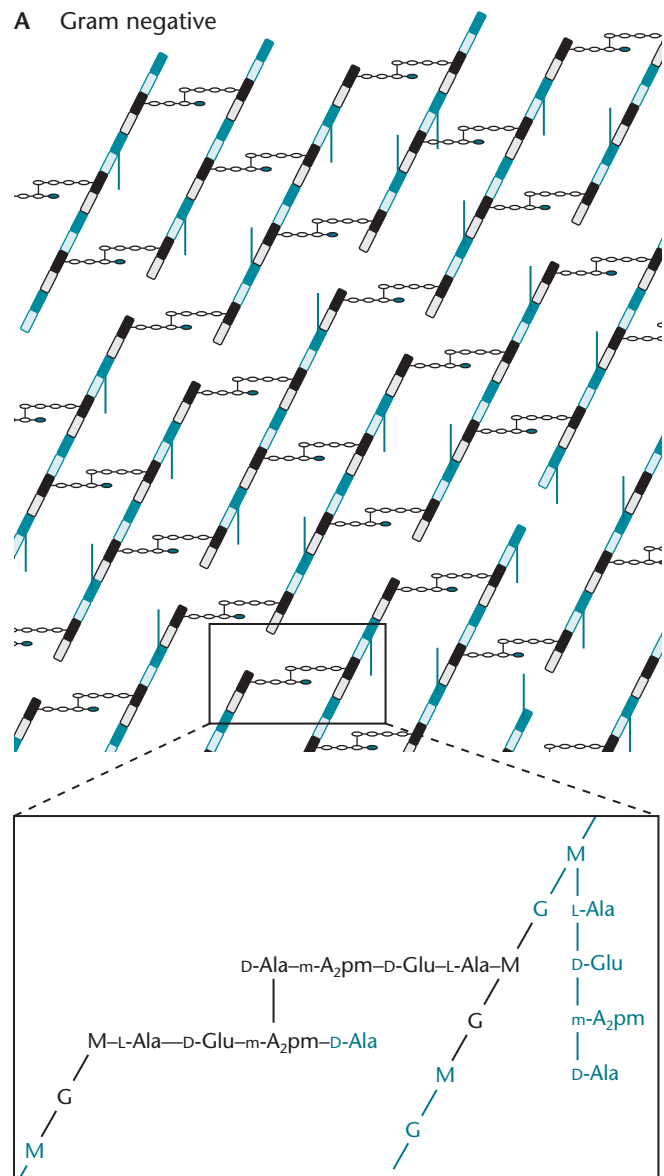 A Gram negative
M
G
L-Ala
D-Ala–m-A₂pm–D-Glu–L-Ala–M
D-Glu
G
m-A₂pm
M–L-Ala—D-Glu–m-A₂pm–D-Ala
M
D-Ala
G
G
M